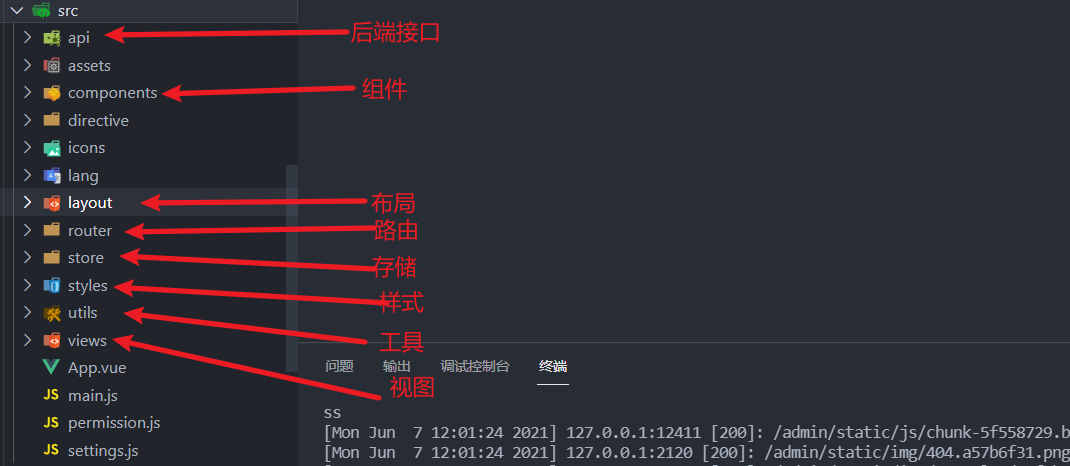 src
api
后端接口
assets
components
组件
directive
icons
lang
layout
布局
router
路由
store
存储
styles
样式
utils
工具
views
视图
App.vue
JS main.js
JS permission.js
JS settings.js
问题 输出 调试控制台 终端
ss
[Mon Jun  7 12:01:24 2021] 127.0.0.1:12411 [200]: /admin/static/js/chunk-5f558729.b
[Mon Jun  7 12:01:24 2021] 127.0.0.1:2120 [200]: /admin/static/img/404.a57b6f31.png